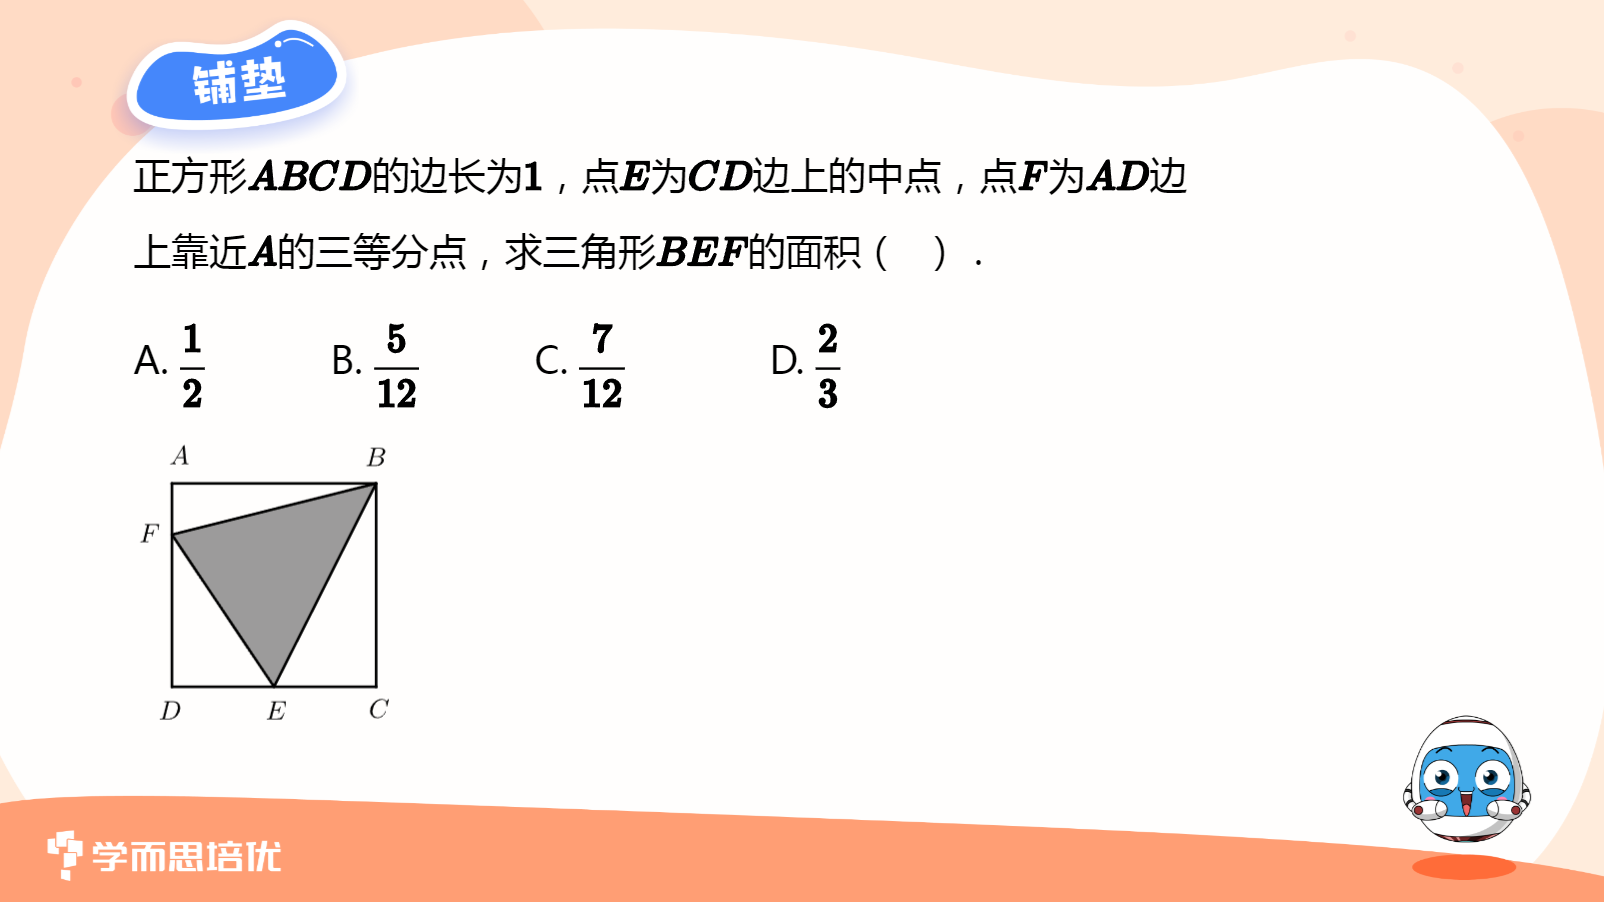 铺垫
正方形ABCD的边长为1，点E为CD边上的中点，点F为AD边
上靠近A的三等分点，求三角形BEF的面积（ ）.
A. 1/2 B. 5/12 C. 7/12 D. 2/3
A B
F
D E C
学而思培优